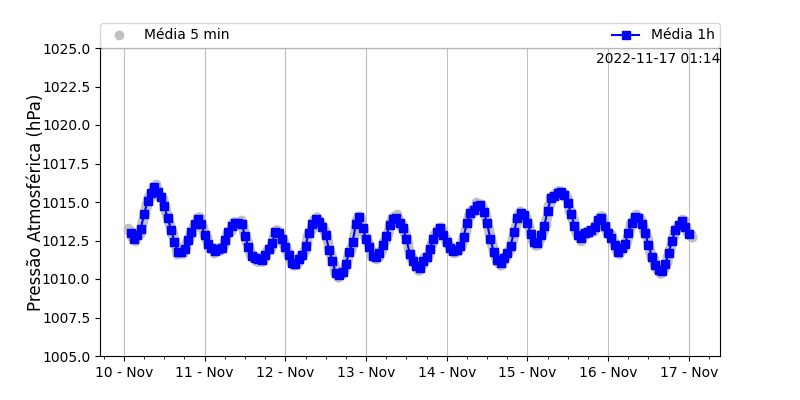 Média 5 min
Média 1h
2022-11-17 01:14
Pressão Atmosférica (hPa)
1025.0
1022.5
1020.0
1017.5
1015.0
1012.5
1010.0
1007.5
1005.0
10 - Nov
11 - Nov
12 - Nov
13 - Nov
14 - Nov
15 - Nov
16 - Nov
17 - Nov